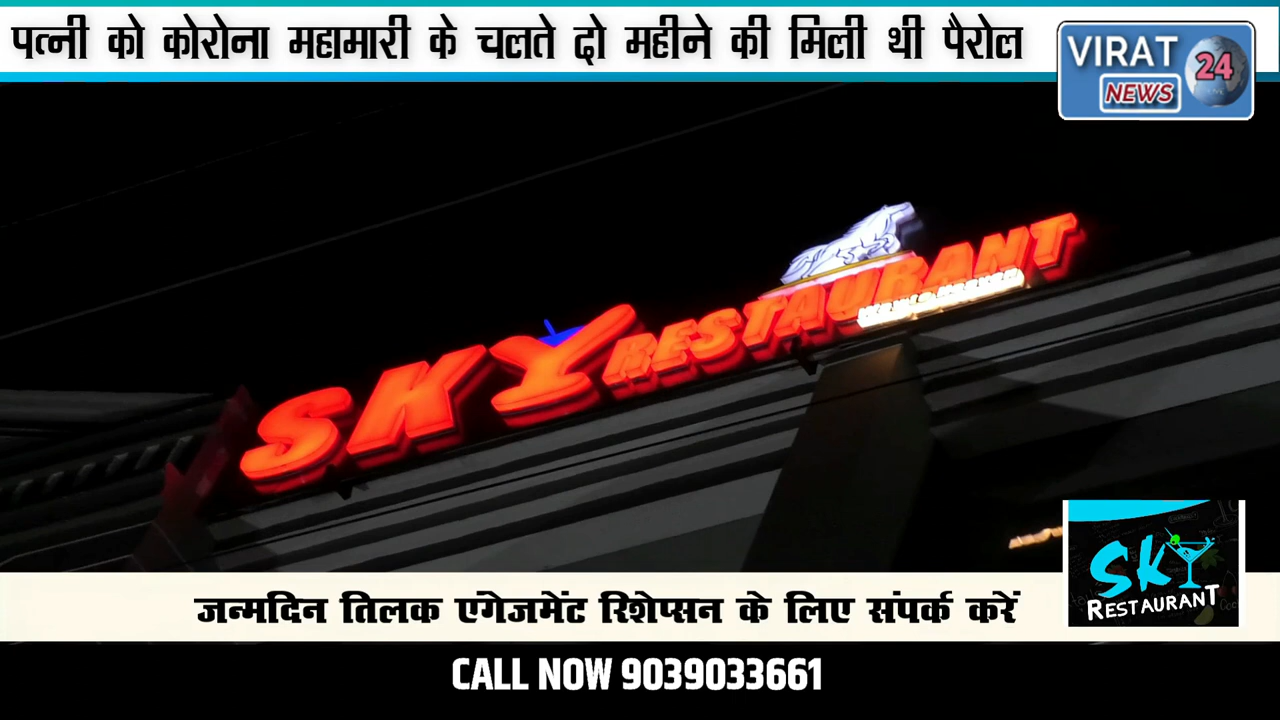 पत्नी को कोरोना महामारी के चलते दो महीने की मिली थी पैरोल
VIRAT 24
NEWS
SKY RESTAURANT
SKY
RESTAURANT
जन्मदिन तिलक एंगेजमेंट रिशेप्सन के लिए संपर्क करें
CALL NOW 9039033661